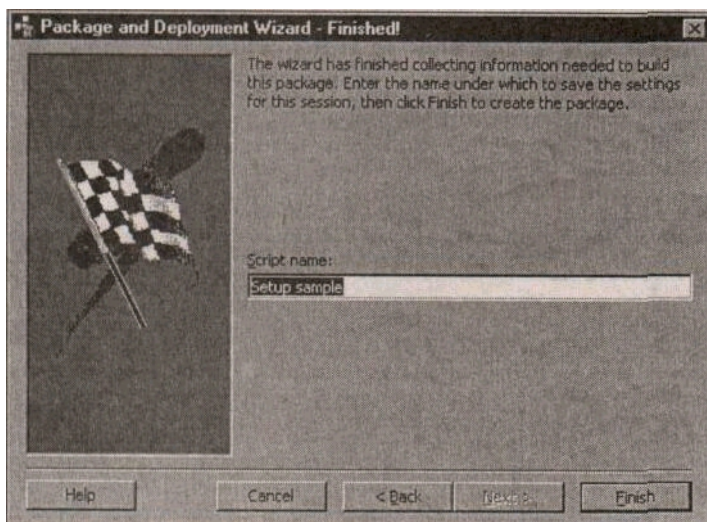 Package and Deployment Wizard - Finished!
The wizard has finished collecting information needed to build
this package. Enter the name under which to save the settings
for this session, then click Finish to create the package.
Script name:
Setup sample
Help
Cancel
< Back
Next >
Finish